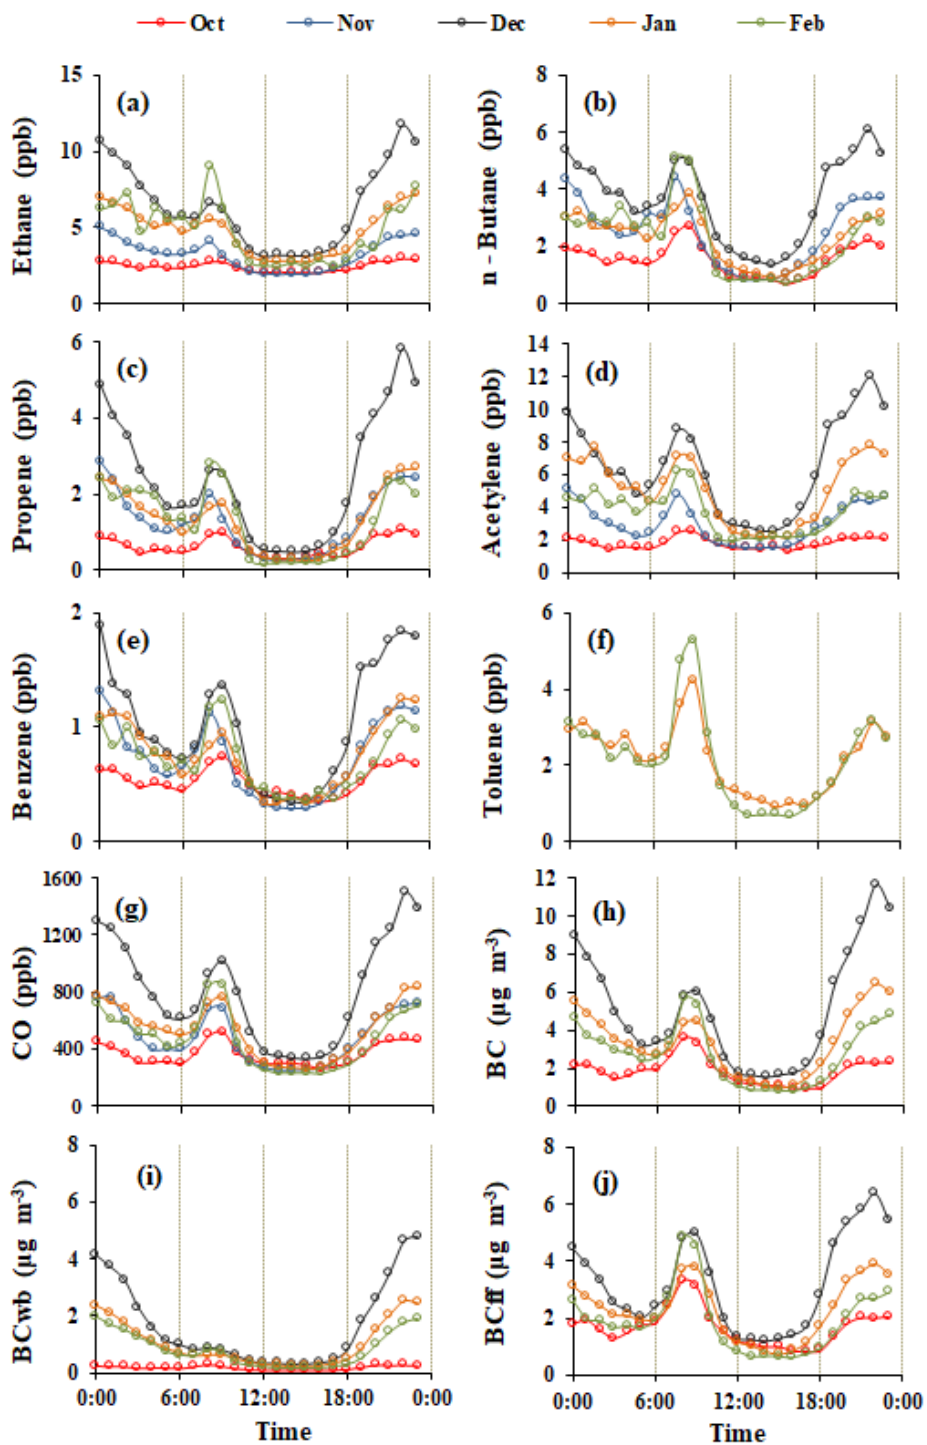 Oct Nov Dec Jan Feb
(a)
Ethane (ppb)
15
10
5
0
(b)
n - Butane (ppb)
8
6
4
2
0
(c)
Propene (ppb)
6
4
2
0
(d)
Acetylene (ppb)
14
12
10
8
6
4
2
0
(e)
Benzene (ppb)
2
1
0
(f)
Toluene (ppb)
6
4
2
0
(g)
CO (ppb)
1600
1200
800
400
0
(h)
BC (µg m-3)
12
10
8
6
4
2
0
(i)
BCwb (µg m-3)
8
6
4
2
0
0:00 6:00 12:00 18:00 0:00
Time
(j)
BCff (µg m-3)
8
6
4
2
0
0:00 6:00 12:00 18:00 0:00
Time